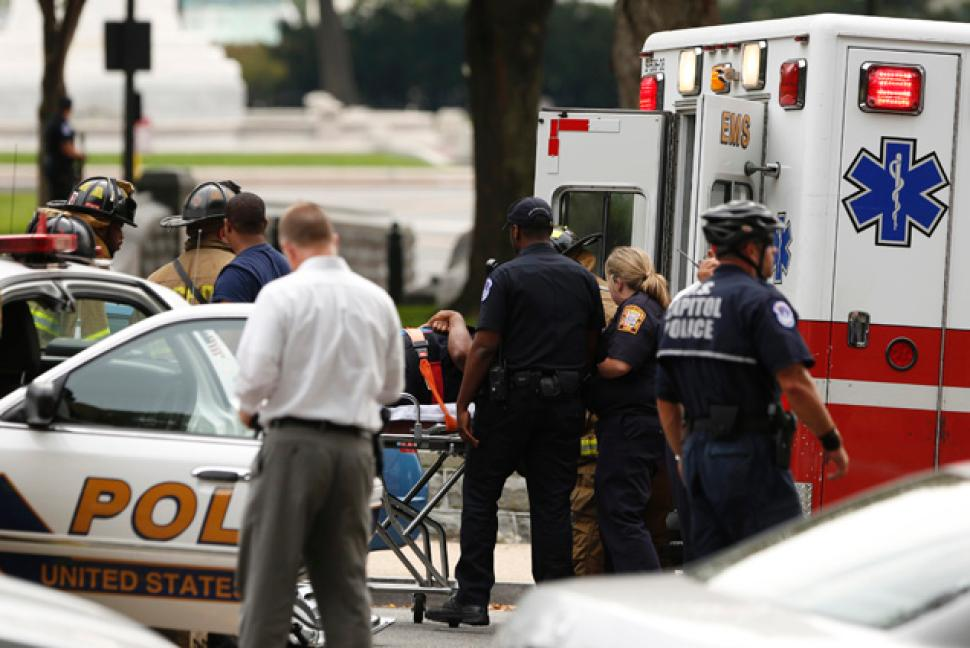 EMS
CAPITOL
POLICE
POL
UNITED STATES